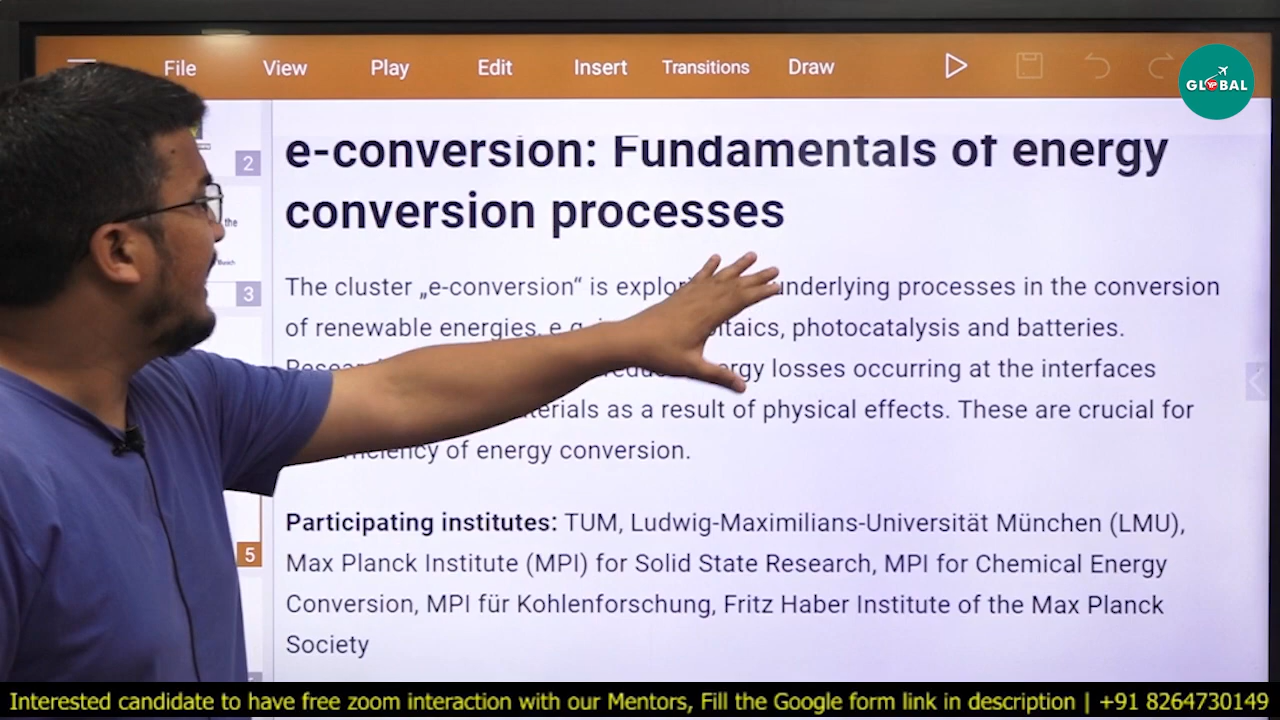 File View Play Edit Insert Transitions Draw
GLOBAL
2
the
3
5
e-conversion: Fundamentals of energy
conversion processes
The cluster „e-conversion“ is underlying processes in the conversion
of renewable energies, e.g. photocatalysis and batteries.
losses occurring at the interfaces
as a result of physical effects. These are crucial for
of energy conversion.
Participating institutes: TUM, Ludwig-Maximilians-Universität München (LMU),
Max Planck Institute (MPI) for Solid State Research, MPI for Chemical Energy
Conversion, MPI für Kohlenforschung, Fritz Haber Institute of the Max Planck
Society
Interested candidate to have free zoom interaction with our Mentors, Fill the Google form link in description | +91 8264730149